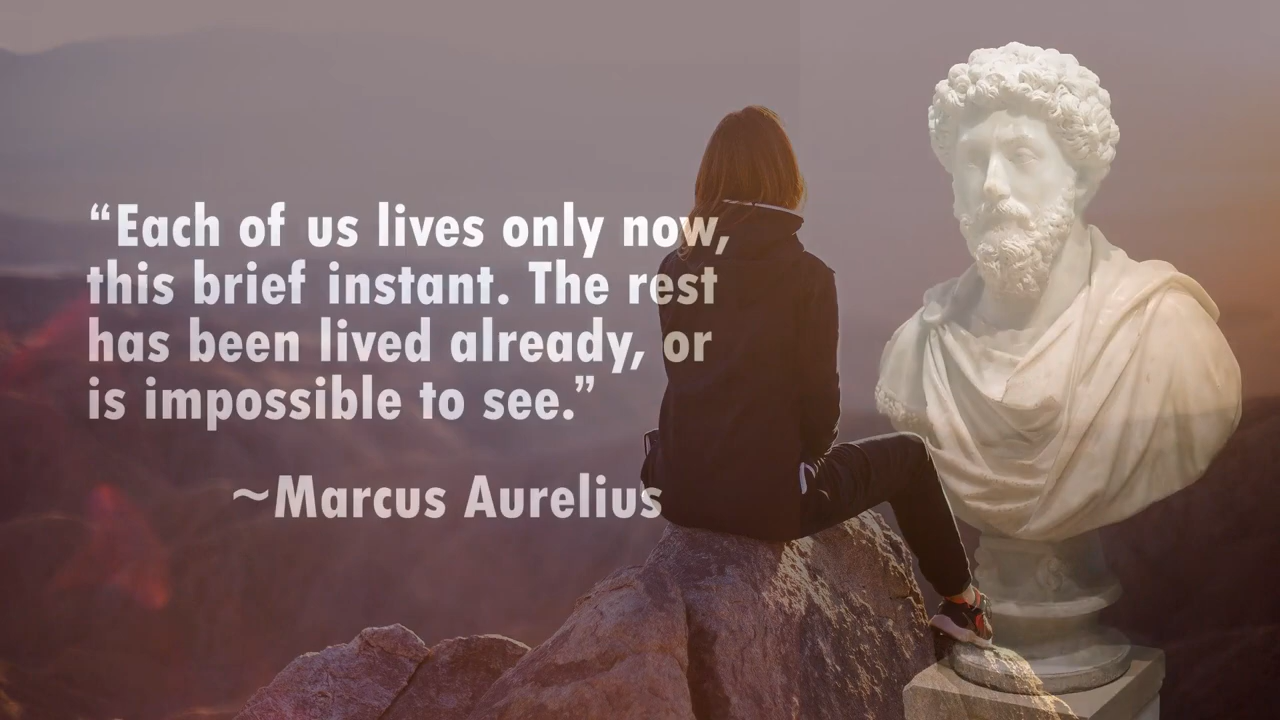 “Each of us lives only now,
this brief instant. The rest
has been lived already, or
is impossible to see.”
~Marcus Aurelius